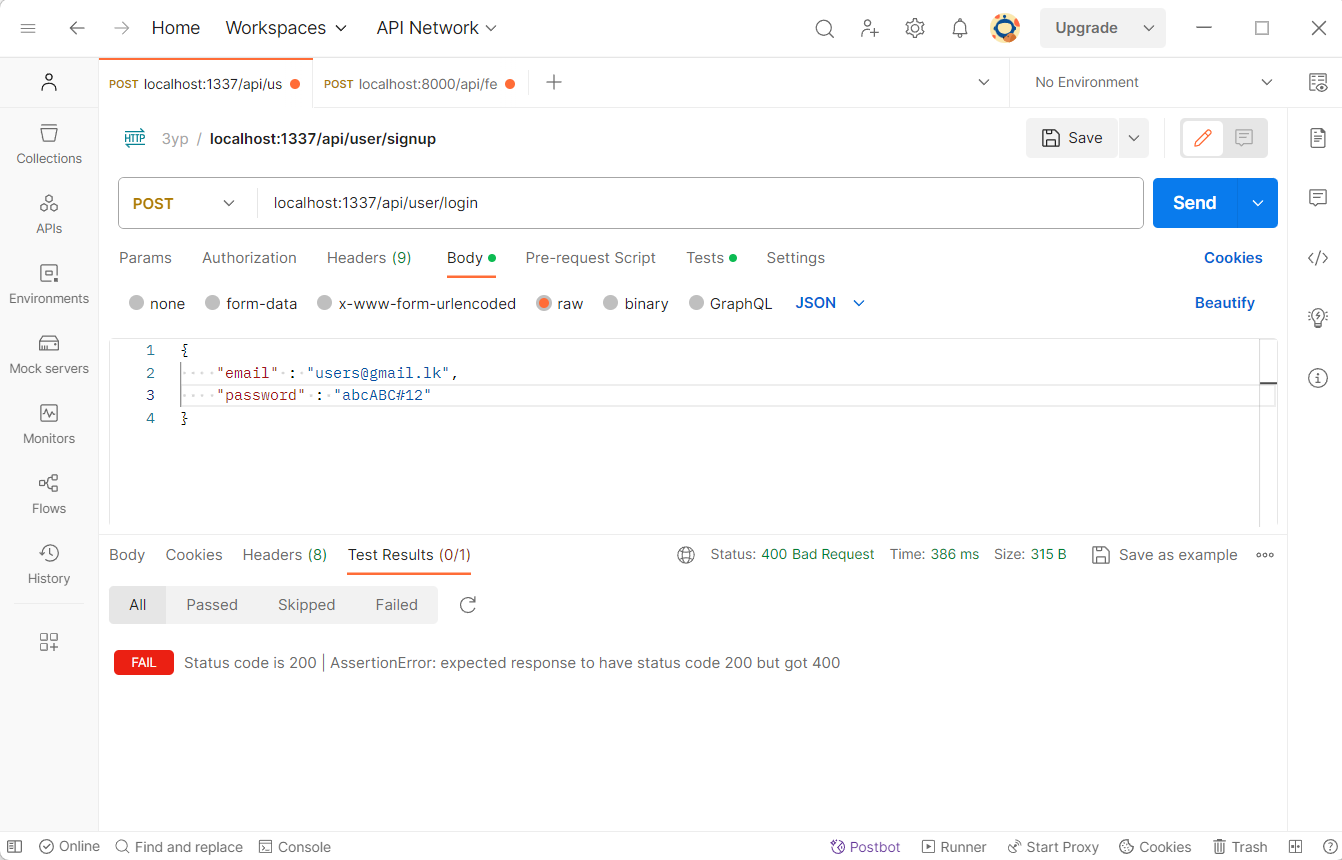 Home Workspaces API Network Upgrade
POST localhost:1337/api/us POST localhost:8000/api/fe No Environment
HTTP 3yp / localhost:1337/api/user/signup Save
POST localhost:1337/api/user/login Send
Params Authorization Headers (9) Body Pre-request Script Tests Settings Cookies
none form-data x-www-form-urlencoded raw binary GraphQL JSON Beautify
1 {
2 "email" : "users@gmail.lk",
3 "password" : "abcABC#12"
4 }
Collections
APIs
Environments
Mock servers
Monitors
Flows
History
Body Cookies Headers (8) Test Results (0/1) Status: 400 Bad Request Time: 386 ms Size: 315 B Save as example
All Passed Skipped Failed
FAIL Status code is 200 | AssertionError: expected response to have status code 200 but got 400
Online Find and replace Console Postbot Runner Start Proxy Cookies Trash